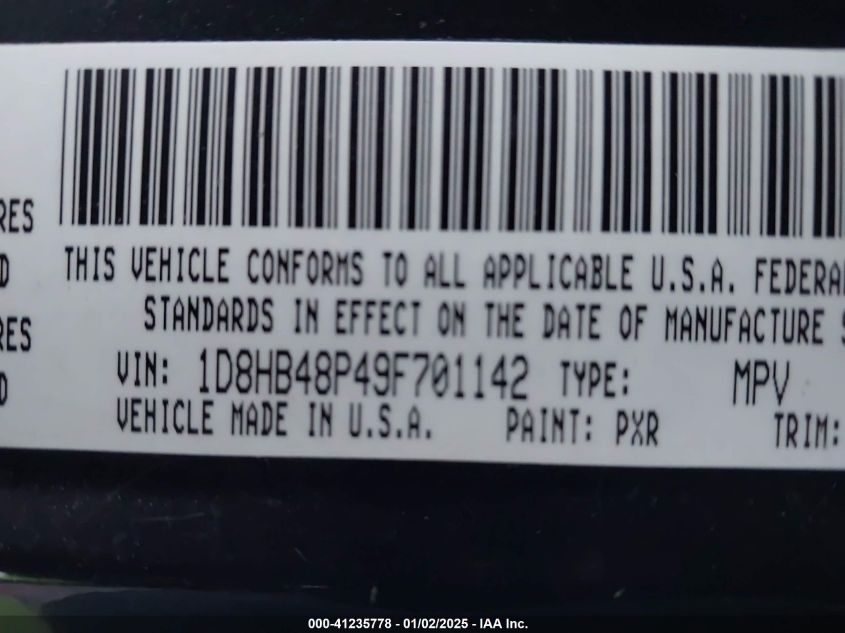 RES
D
RES
D
THIS VEHICLE CONFORMS TO ALL APPLICABLE U.S.A. FEDERA
STANDARDS IN EFFECT ON THE DATE OF MANUFACTURE S
VIN: 1D8HB48P49F701142 TYPE: MPV
VEHICLE MADE IN U.S.A. PAINT: PXR TRIM:
000-41235778 - 01/02/2025 - IAA Inc.